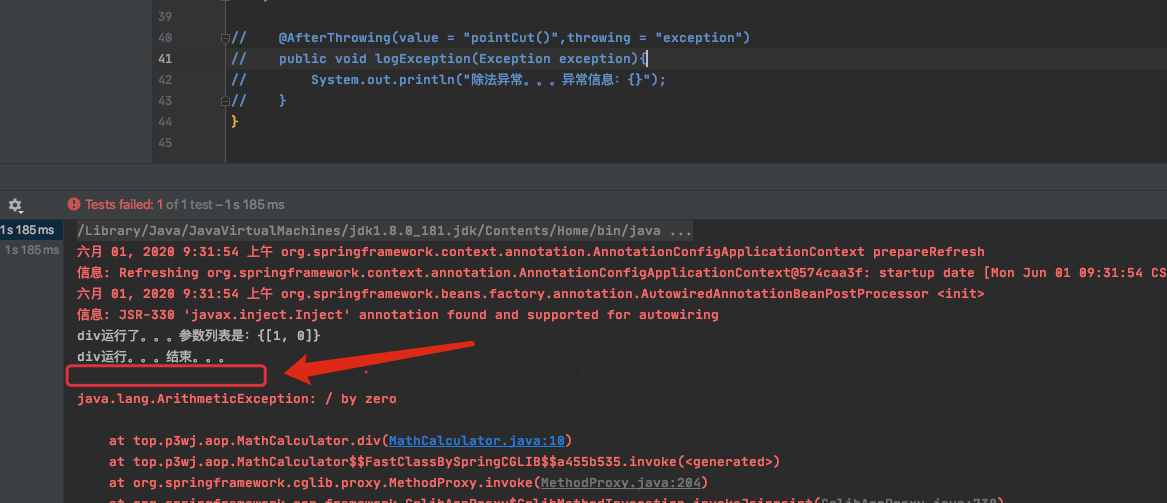 39
40 // @AfterThrowing(value = "pointCut()",throwing = "exception")
41 // public void logException(Exception exception){
42 // System.out.println("除法异常。。。异常信息：{}");
43 // }
44 }
45
Tests failed: 1 of 1 test – 1 s 185 ms
1 s 185 ms /Library/Java/JavaVirtualMachines/jdk1.8.0_181.jdk/Contents/Home/bin/java ...
1 s 185 ms 六月 01, 2020 9:31:54 上午 org.springframework.context.annotation.AnnotationConfigApplicationContext prepareRefresh
信息: Refreshing org.springframework.context.annotation.AnnotationConfigApplicationContext@574caa3f: startup date [Mon Jun 01 09:31:54 CS
六月 01, 2020 9:31:54 上午 org.springframework.beans.factory.annotation.AutowiredAnnotationBeanPostProcessor <init>
信息: JSR-330 'javax.inject.Inject' annotation found and supported for autowiring
div运行了。。。参数列表是：{[1, 0]}
div运行。。。结束。。。
java.lang.ArithmeticException: / by zero
at top.p3wj.aop.MathCalculator.div(MathCalculator.java:10)
at top.p3wj.aop.MathCalculator$$FastClassBySpringCGLIB$$a455b535.invoke(<generated>)
at org.springframework.cglib.proxy.MethodProxy.invoke(MethodProxy.java:204)